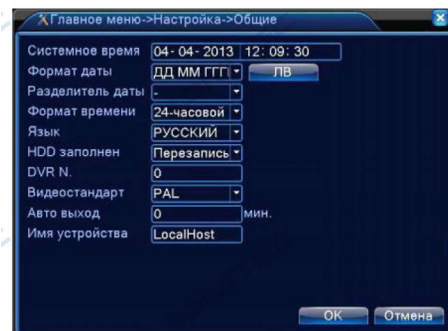 Главное меню->Настройка->Общие
Системное время 04- 04- 2013 12: 09: 30
Формат даты ДД ММ ГГГ ЛВ
Разделитель даты -
Формат времени 24-часовой
Язык РУССКИЙ
HDD заполнен Перезапись
DVR N. 0
Видеостандарт PAL
Авто выход 0 мин.
Имя устройства LocalHost
OK Отмена